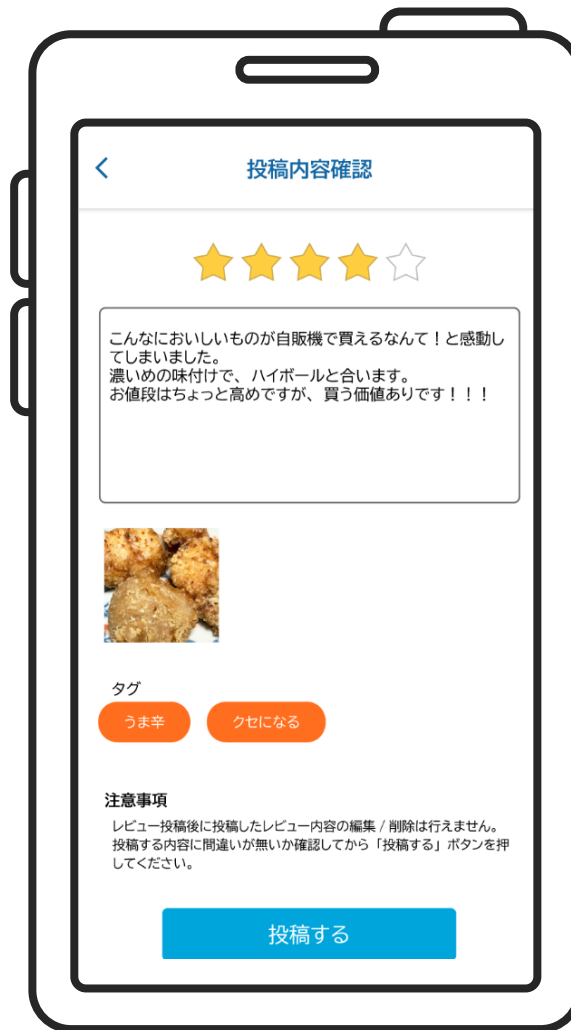 投稿内容確認
こんなにおいしいものが自販機で買えるなんて！と感動し
てしまいました。
濃いめの味付けで、ハイボールと合います。
お値段はちょっと高めですが、買う価値ありです！！！
タグ
うま辛
クセになる
注意事項
レビュー投稿後に投稿したレビュー内容の編集 / 削除は行えません。
投稿する内容に間違いが無いか確認してから「投稿する」ボタンを押
してください。
投稿する